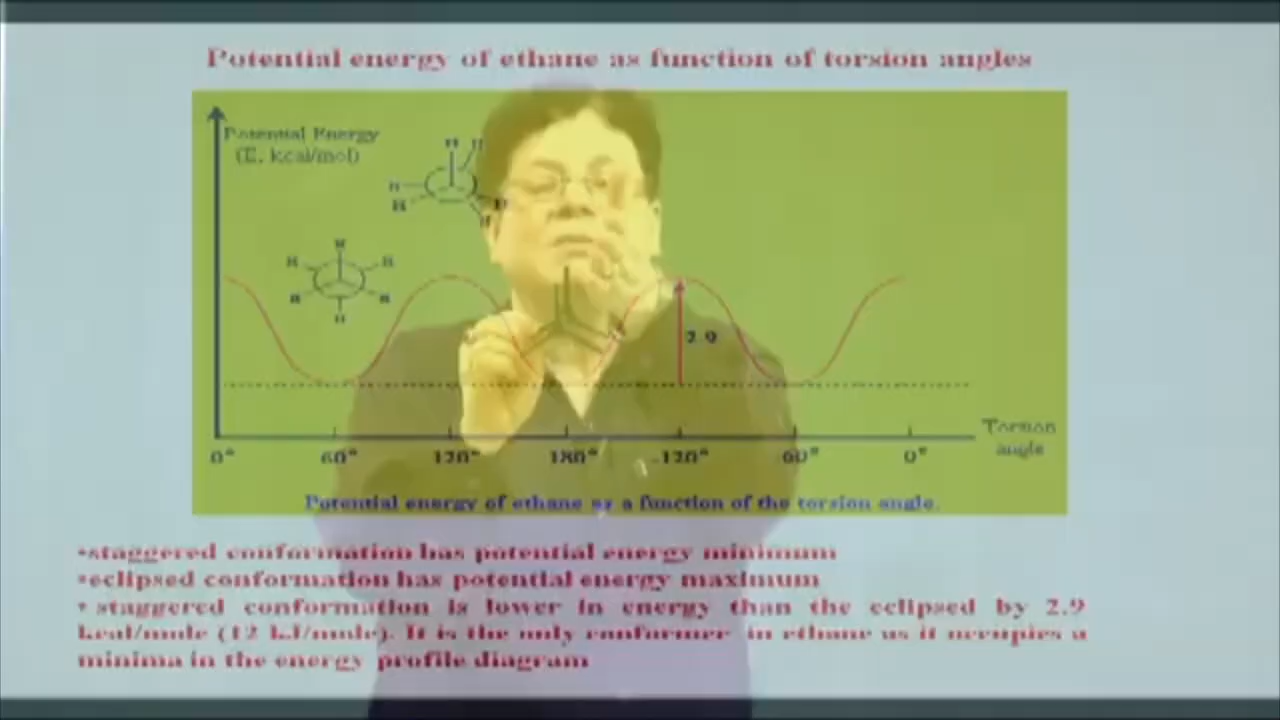 Potential energy of ethane as function of torsion angles
Potential Energy
(E, kcal/mol)
H H
H
H H
H
H
H H
H H
H
2.9
Torsion
angle
0° 60° 120° 180° -120° -60° 0°
Potential energy of ethane as a function of the torsion angle.
•staggered conformation has potential energy minimum
•eclipsed conformation has potential energy maximum
• staggered conformation is lower in energy than the eclipsed by 2.9
kcal/mole (12 kJ/mole). It is the only conformer in ethane as it occupies a
minima in the energy profile diagram